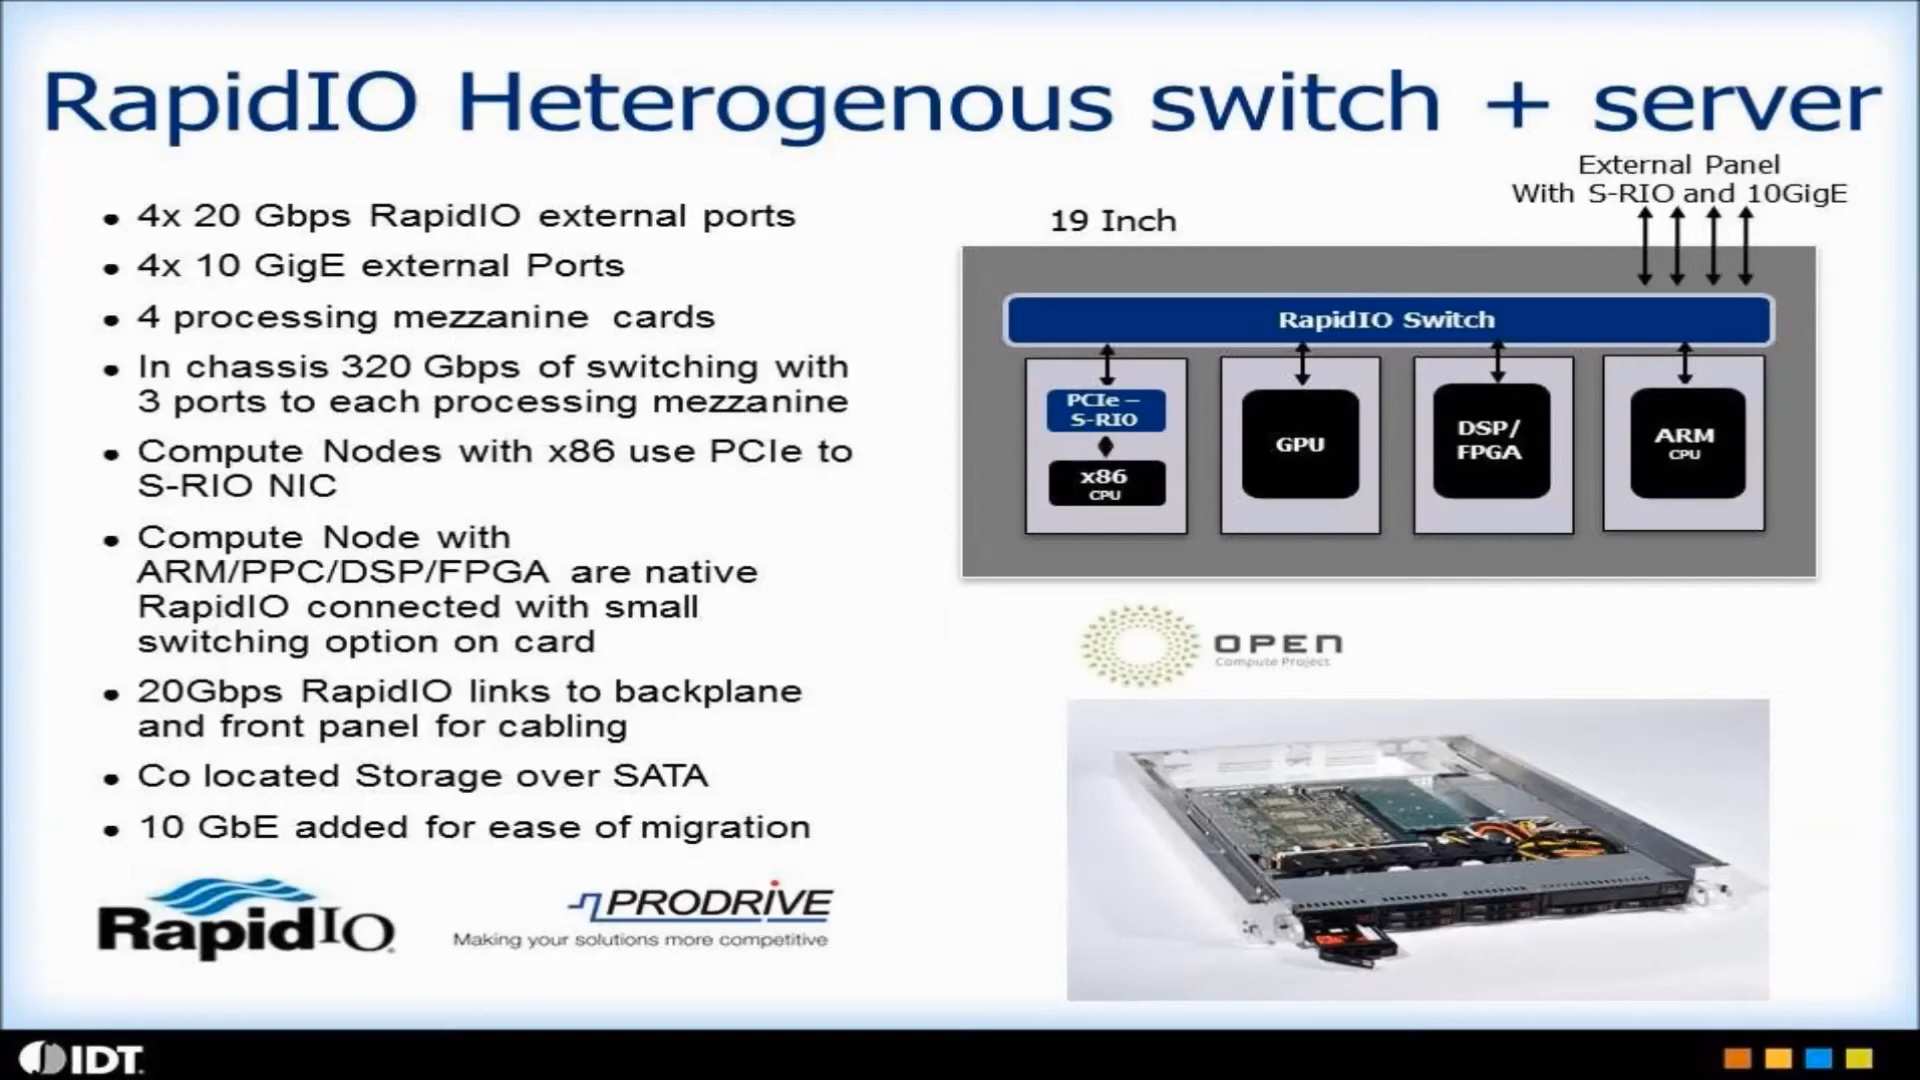 RapidIO Heterogenous switch + server
• 4x 20 Gbps RapidIO external ports
• 4x 10 GigE external Ports
• 4 processing mezzanine cards
• In chassis 320 Gbps of switching with
3 ports to each processing mezzanine
• Compute Nodes with x86 use PCIe to
S-RIO NIC
• Compute Node with
ARM/PPC/DSP/FPGA are native
RapidIO connected with small
switching option on card
• 20Gbps RapidIO links to backplane
and front panel for cabling
• Co located Storage over SATA
• 10 GbE added for ease of migration
RapidIO
PRODRIVE
Making your solutions more competitive
External Panel
With S-RIO and 10GigE
19 Inch
RapidIO Switch
PCIe –
S-RIO
x86
CPU
GPU
DSP/
FPGA
ARM
CPU
OPEN
Compute Project
IDT